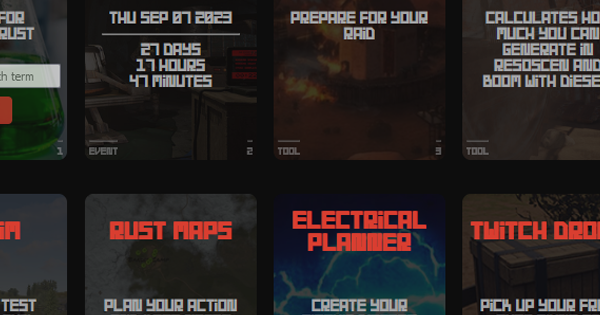 FOR
RUST
ch term
1
THU SEP 07 2023
27 DAYS
17 HOURS
47 MINUTES
EVENT
2
PREPARE FOR YOUR
RAID
TOOL
3
CALCULATES HO
MUCH YOU CAN
GENERATE IN
RESOSCEN AND
BOOM WITH DIESE
TOOL
IM
TEST
RUST MAPS
PLAN YOUR ACTION
ELECTRICAL
PLANNER
CREATE YOUR
TWITCH DRO
PICK UP YOUR FR